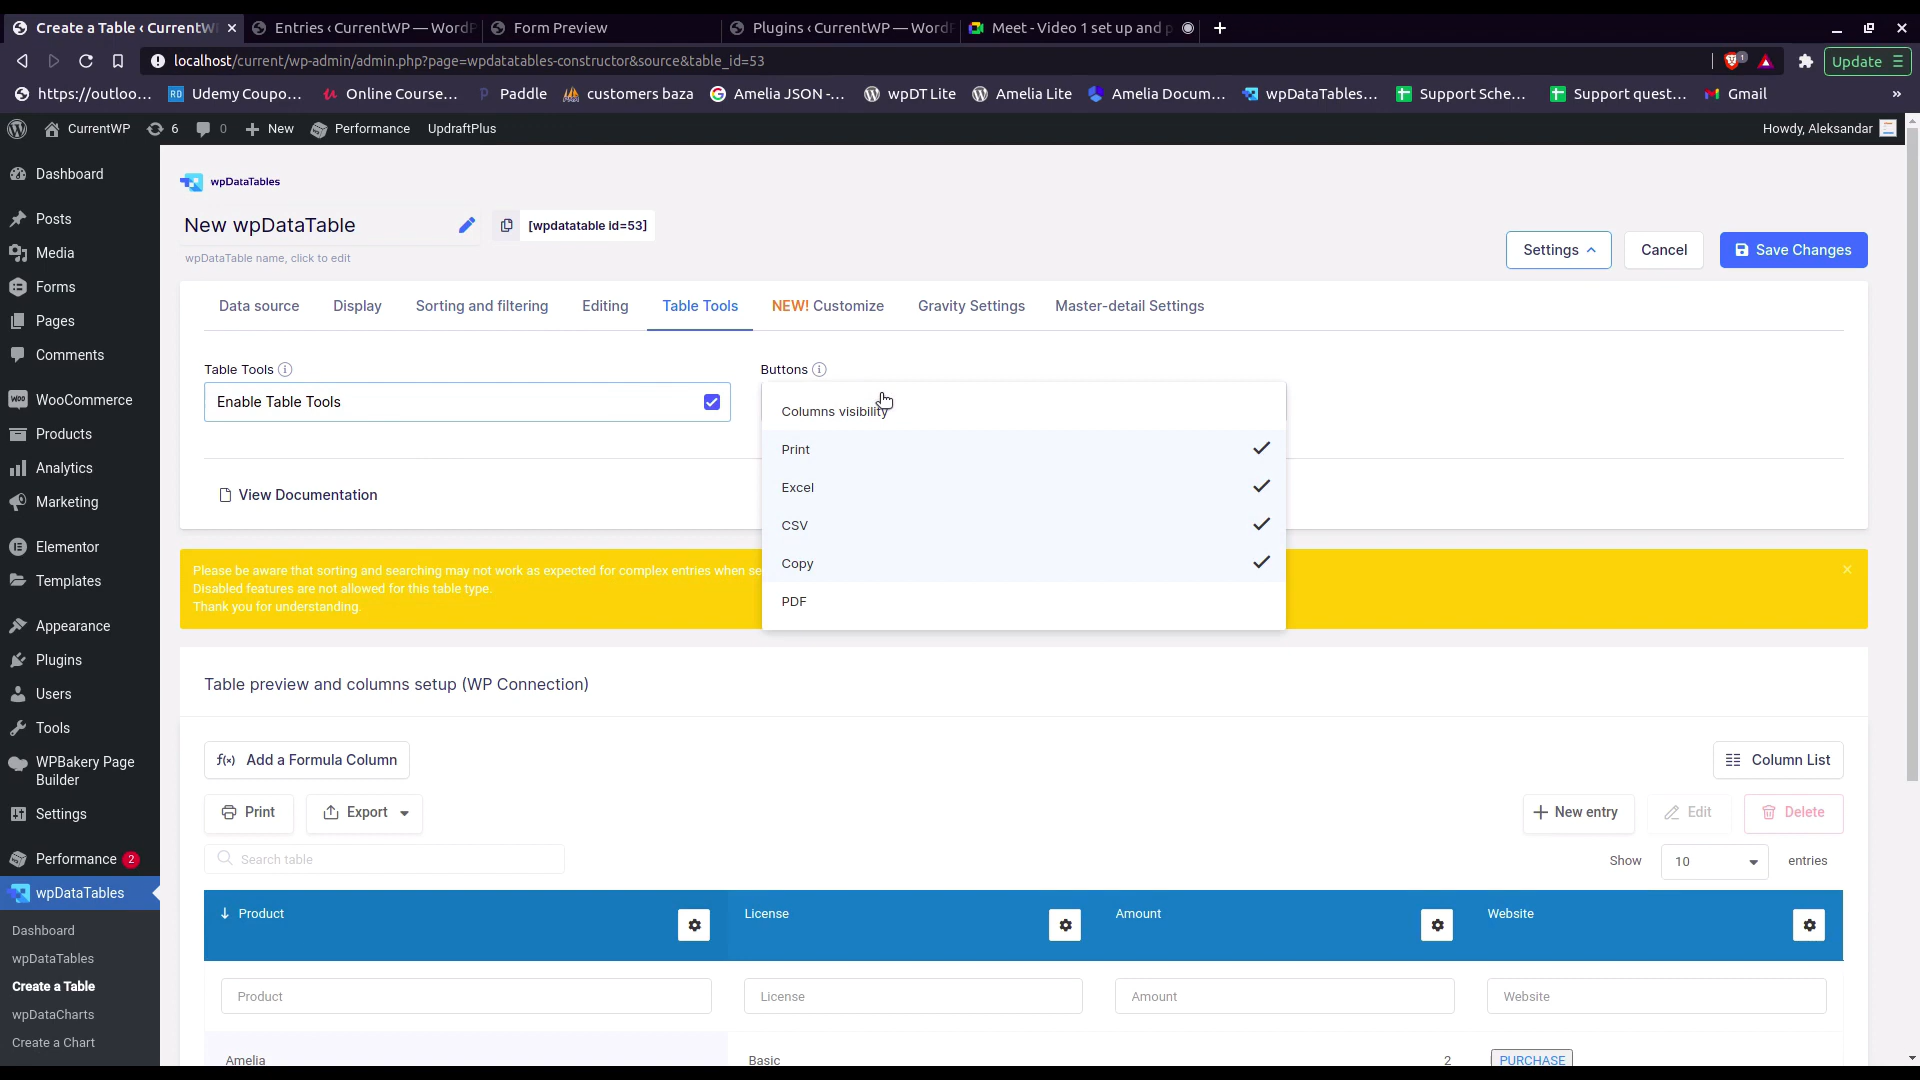 Create a Table ‹ CurrentW
Entries ‹ CurrentWP — WordP
Form Preview
Plugins ‹ CurrentWP — WordP
Meet - Video 1 set up and p
localhost/current/wp-admin/admin.php?page=wpdatatables-constructor&source&table_id=53
1
Update
https://outloo...
RD Udemy Coupo...
Online Course...
Paddle
customers baza
Amelia JSON -...
wpDT Lite
Amelia Lite
Amelia Docum...
wpDataTables...
Support Sche...
Support quest...
Gmail
»
CurrentWP
6
0
New
Performance
UpdraftPlus
Howdy, Aleksandar
Dashboard
Posts
Media
Forms
Pages
Comments
WooCommerce
Products
Analytics
Marketing
Elementor
Templates
Appearance
Plugins
Users
Tools
WPBakery Page
Builder
Settings
Performance 2
wpDataTables
Dashboard
wpDataTables
Create a Table
wpDataCharts
Create a Chart
wpDataTables
New wpDataTable
[wpdatatable id=53]
wpDataTable name, click to edit
Settings
Cancel
Save Changes
Data source
Display
Sorting and filtering
Editing
Table Tools
NEW! Customize
Gravity Settings
Master-detail Settings
Table Tools
Enable Table Tools
Buttons
Columns visibility
Print
Excel
CSV
Copy
PDF
View Documentation
Please be aware that sorting and searching may not work as expected for complex entries when se
Disabled features are not allowed for this table type.
Thank you for understanding.
×
Table preview and columns setup (WP Connection)
f(x) Add a Formula Column
Column List
Print
Export
New entry
Edit
Delete
Search table
Show 10 entries
Product
License
Amount
Website
Product
License
Amount
Website
Amelia
Basic
2
PURCHASE